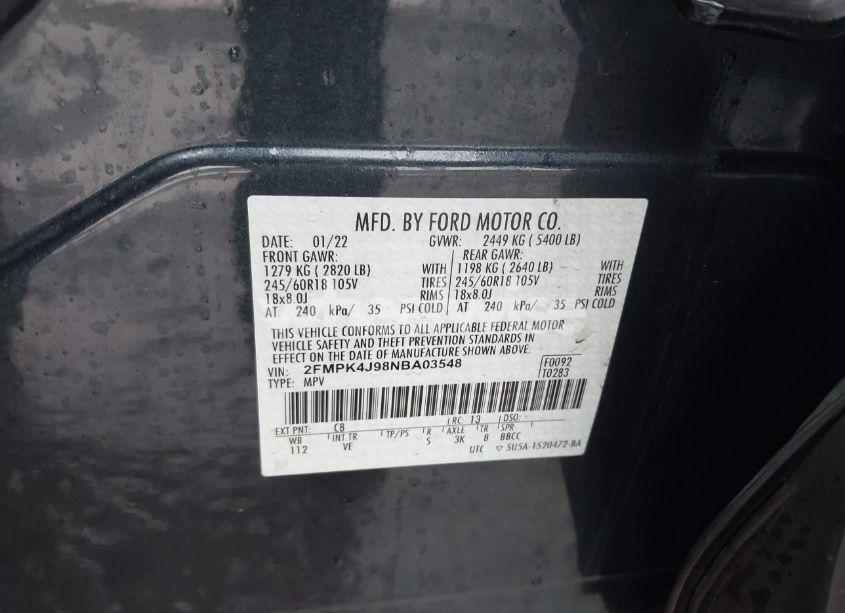 MFD. BY FORD MOTOR CO.
DATE: 01/22 GVWR: 2449 KG ( 5400 LB)
FRONT GAWR: REAR GAWR:
1279 KG ( 2820 LB) WITH 1198 KG ( 2640 LB) WITH
245/60R18 105V TIRES 245/60R18 105V TIRES
18x8.0J RIMS 18x8.0J RIMS
AT 240 kPa/ 35 PSI COLD AT 240 kPa/ 35 PSI COLD
THIS VEHICLE CONFORMS TO ALL APPLICABLE FEDERAL MOTOR
VEHICLE SAFETY AND THEFT PREVENTION STANDARDS IN
EFFECT ON THE DATE OF MANUFACTURE SHOWN ABOVE.
VIN: 2FMPK4J98NBA03548 F0092
TYPE: MPV T0283
EXT PNT: C8 RC: 13 DSO:
WB INT TR TP/PS R AXLE TR SPR
112 VE S 3K 8 BBCC
UTC ▽ 5U5A-1520472-BA